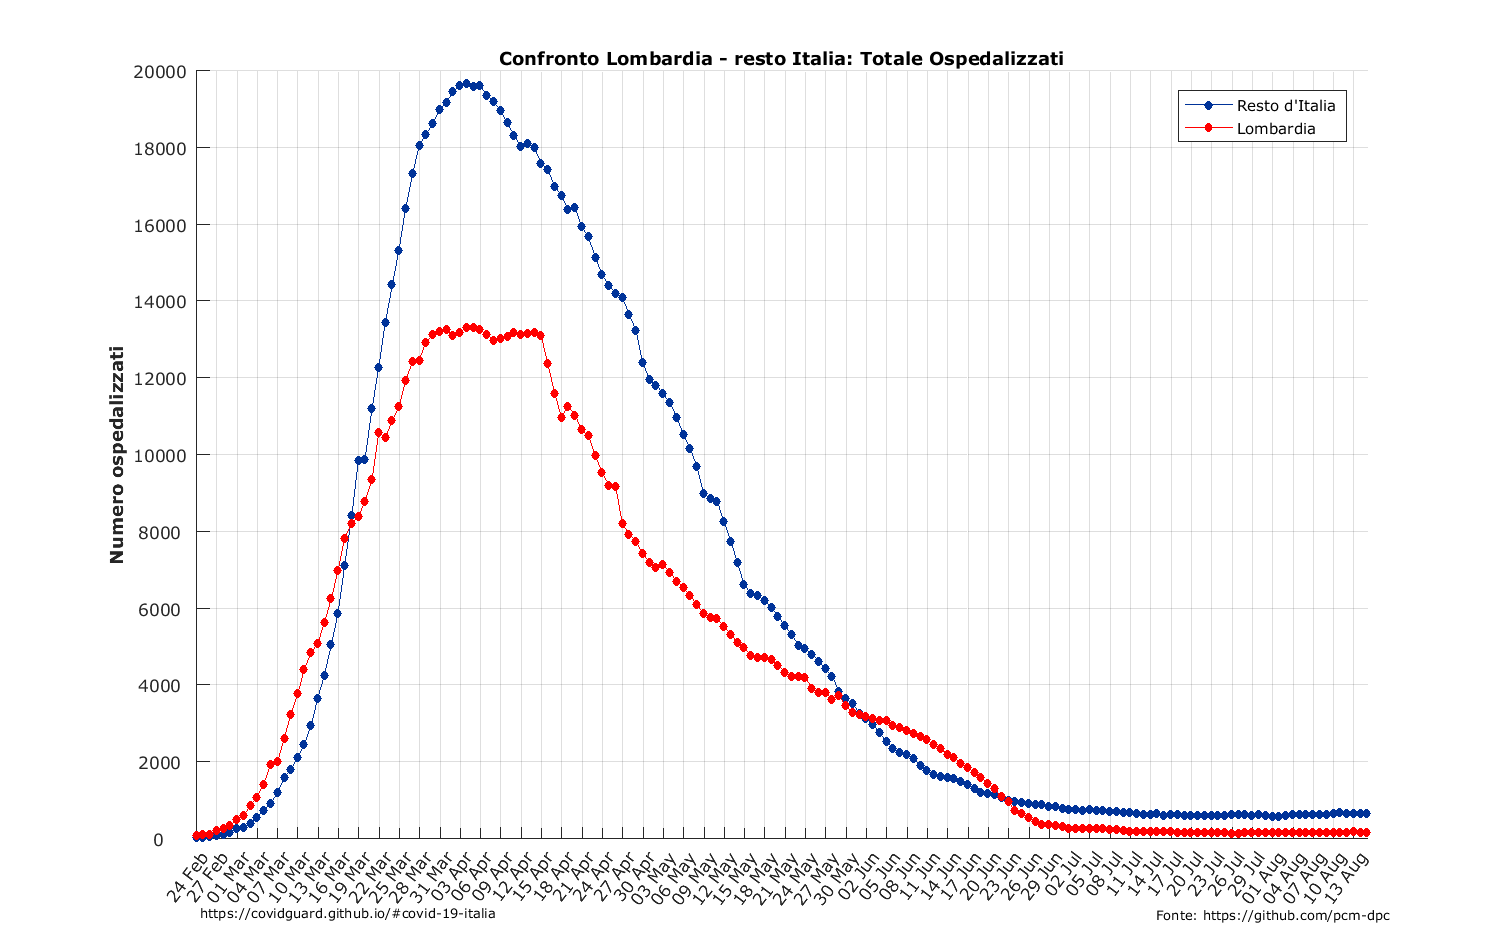 Confronto Lombardia - resto Italia: Totale Ospedalizzati
Resto d'Italia
Lombardia
Numero ospedalizzati
20000
18000
16000
14000
12000
10000
8000
6000
4000
2000
0
24 Feb
27 Feb
01 Mar
04 Mar
07 Mar
10 Mar
13 Mar
16 Mar
19 Mar
22 Mar
25 Mar
28 Mar
31 Mar
03 Apr
06 Apr
09 Apr
12 Apr
15 Apr
18 Apr
21 Apr
24 Apr
27 Apr
30 Apr
03 May
06 May
09 May
12 May
15 May
18 May
21 May
24 May
27 May
30 May
02 Jun
05 Jun
08 Jun
11 Jun
14 Jun
17 Jun
20 Jun
23 Jun
26 Jun
29 Jun
02 Jul
05 Jul
08 Jul
11 Jul
14 Jul
17 Jul
20 Jul
23 Jul
26 Jul
29 Jul
01 Aug
04 Aug
07 Aug
10 Aug
13 Aug
https://covidguard.github.io/#covid-19-italia
Fonte: https://github.com/pcm-dpc